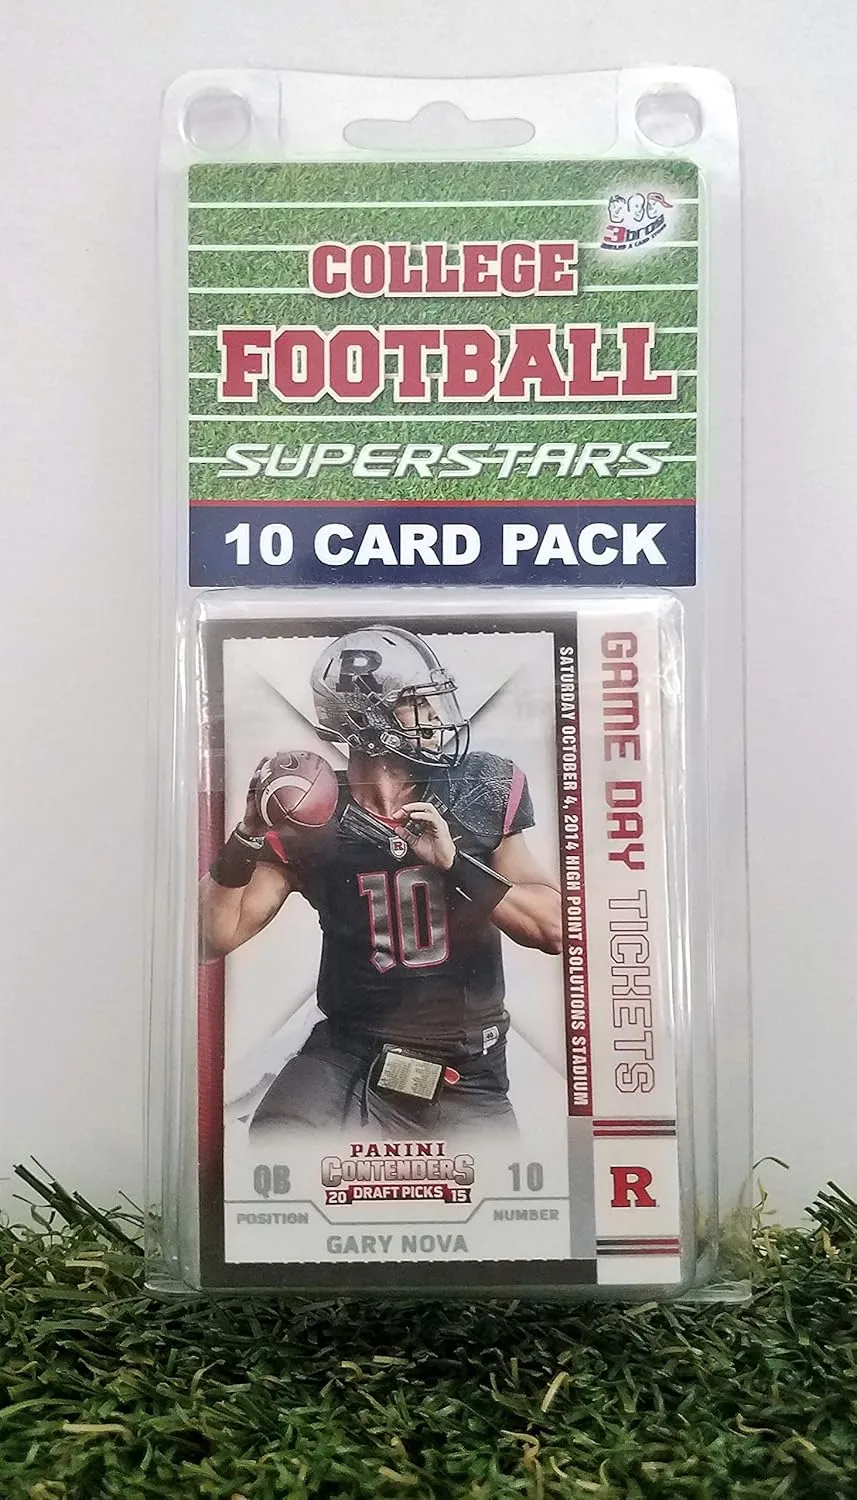 3bros
COLLEGE
FOOTBALL
SUPERSTARS
10 CARD PACK
GAME DAY TICKETS
SATURDAY OCTOBER 4, 2014 HIGH POINT SOLUTIONS STADIUM
R
R
10
PANINI
CONTENDERS
20 DRAFT PICKS 15
QB
POSITION
10
NUMBER
GARY NOVA
R